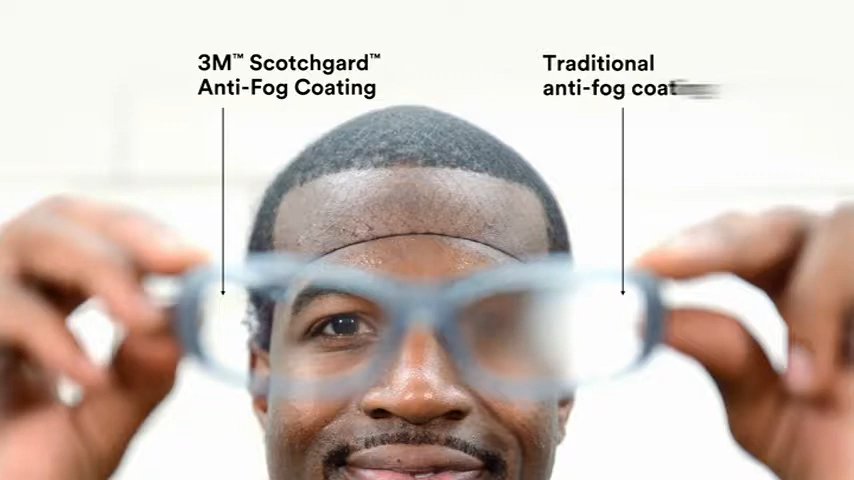 3M™ Scotchgard™
Anti-Fog Coating
Traditional
anti-fog